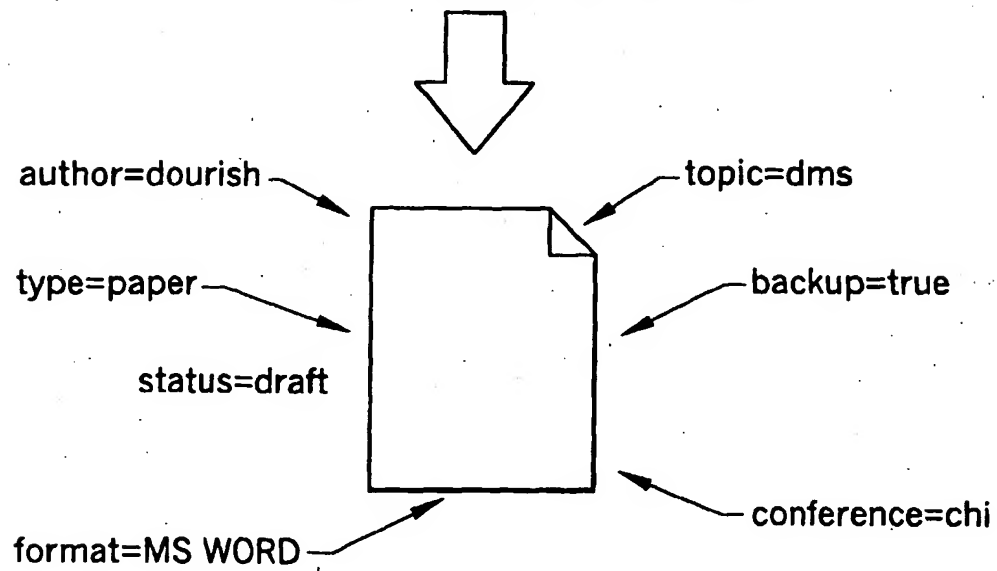 author=dourish
topic=dms
type=paper
backup=true
status=draft
conference=chi
format=MS WORD